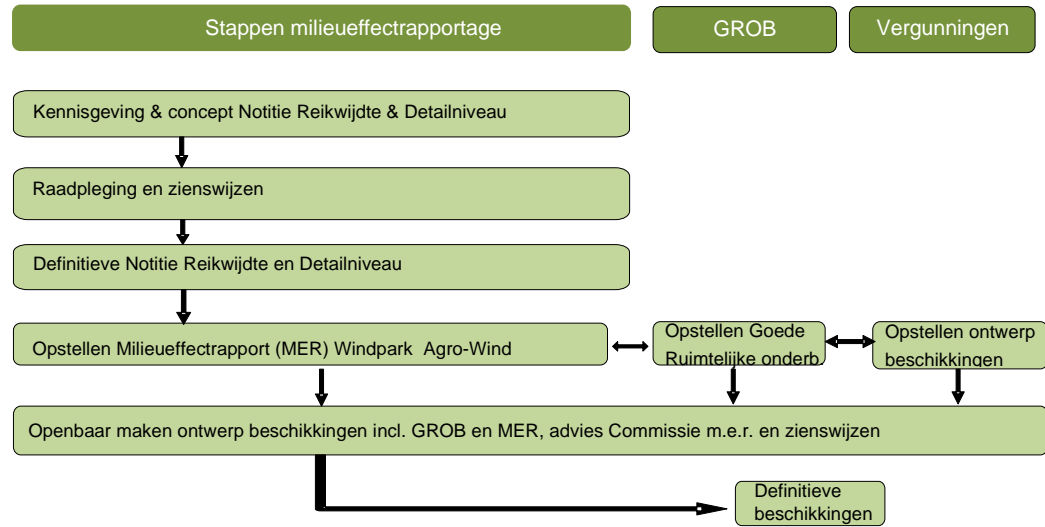 Stappen milieueffectrapportage
GROB
Vergunningen
Kennisgeving & concept Notitie Reikwijdte & Detailniveau
Raadpleging en zienswijzen
Definitieve Notitie Reikwijdte en Detailniveau
Opstellen Milieueffectrapport (MER) Windpark Agro-Wind
Opstellen Goede
Ruimtelijke onderb.
Opstellen ontwerp
beschikkingen
Openbaar maken ontwerp beschikkingen incl. GROB en MER, advies Commissie m.e.r. en zienswijzen
Definitieve
beschikkingen